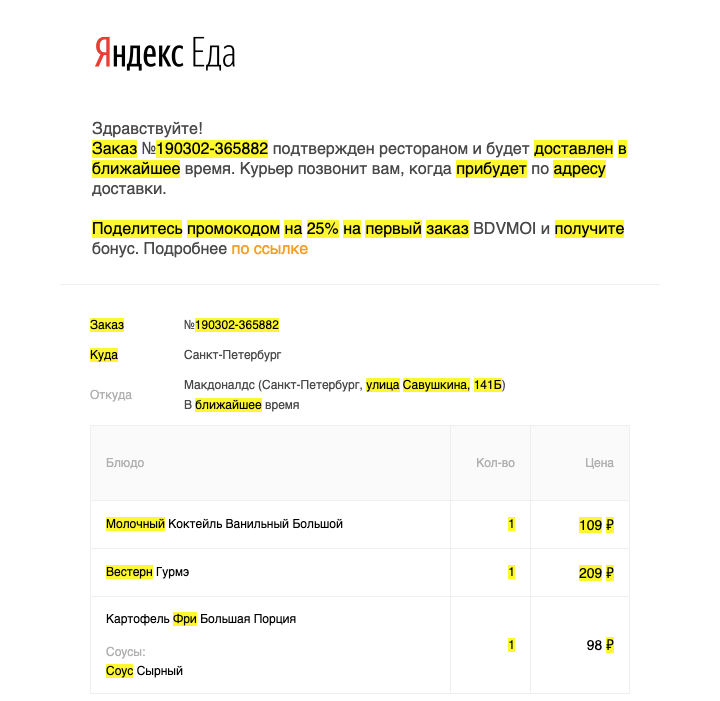 Яндекс Еда
Здравствуйте!
Заказ №190302-365882 подтвержден рестораном и будет доставлен в
ближайшее время. Курьер позвонит вам, когда прибудет по адресу
доставки.
Поделитесь промокодом на 25% на первый заказ BDVMOI и получите
бонус. Подробнее по ссылке
Заказ №190302-365882
Куда Санкт-Петербург
Откуда Макдоналдс (Санкт-Петербург, улица Савушкина, 141Б)
В ближайшее время
Блюдо Кол-во Цена
Молочный Коктейль Ванильный Большой 1 109 ₽
Вестерн Гурмэ 1 209 ₽
Картофель Фри Большая Порция
1 98 ₽
Соусы:
Соус Сырный